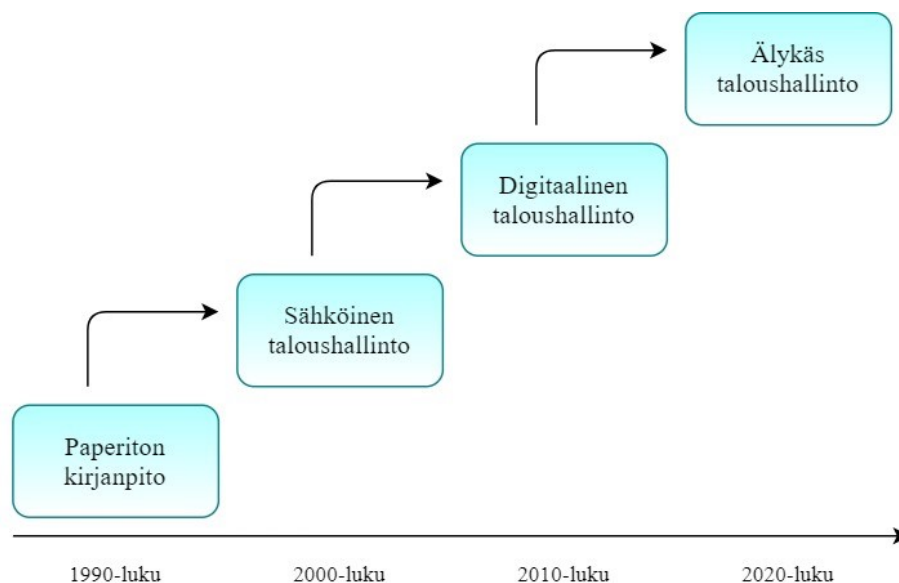 Älykäs
taloushallinto
Digitaalinen
taloushallinto
Sähköinen
taloushallinto
Paperiton
kirjanpito
1990-luku
2000-luku
2010-luku
2020-luku